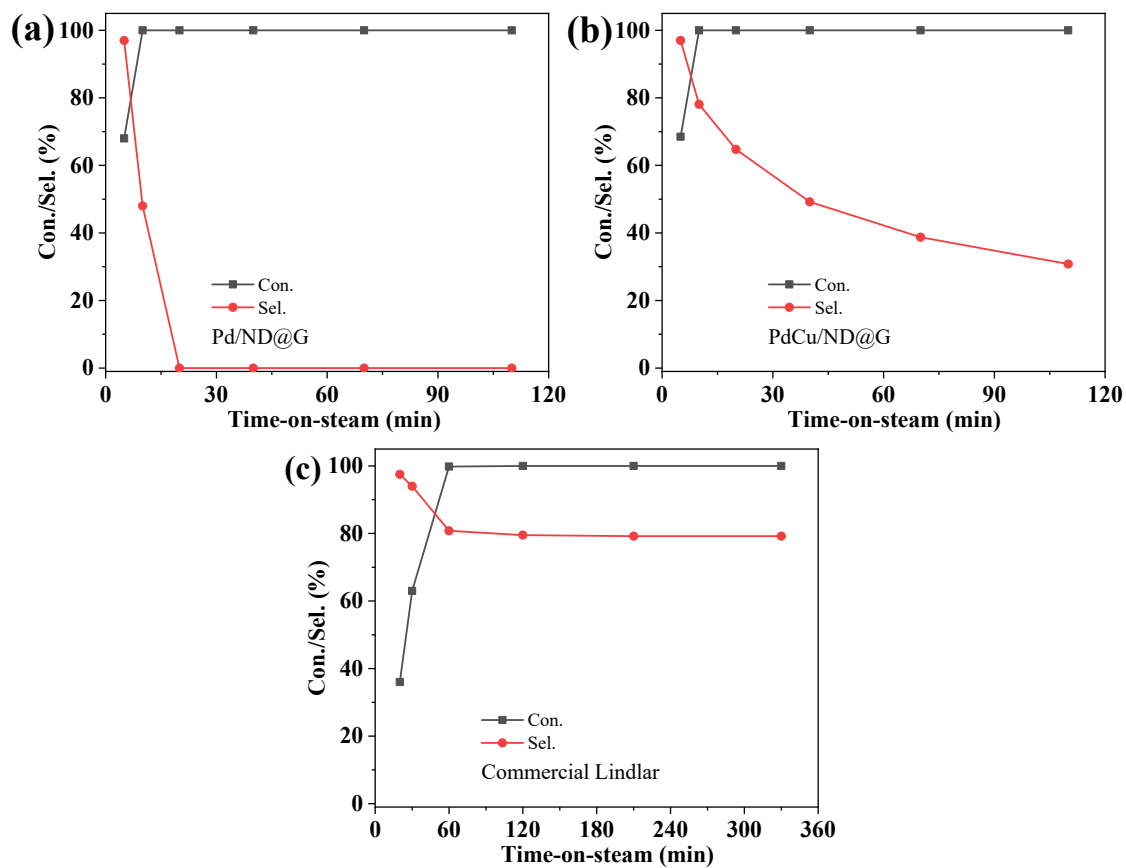 (a)
100
80
60
40
20
0
Con./Sel. (%)
Con.
Sel.
Pd/ND@G
0 30 60 90 120
Time-on-steam (min)
(b)
100
80
60
40
20
0
Con./Sel. (%)
Con.
Sel.
PdCu/ND@G
0 30 60 90 120
Time-on-steam (min)
(c)
100
80
60
40
20
0
Con./Sel. (%)
Con.
Sel.
Commercial Lindlar
0 60 120 180 240 300 360
Time-on-steam (min)